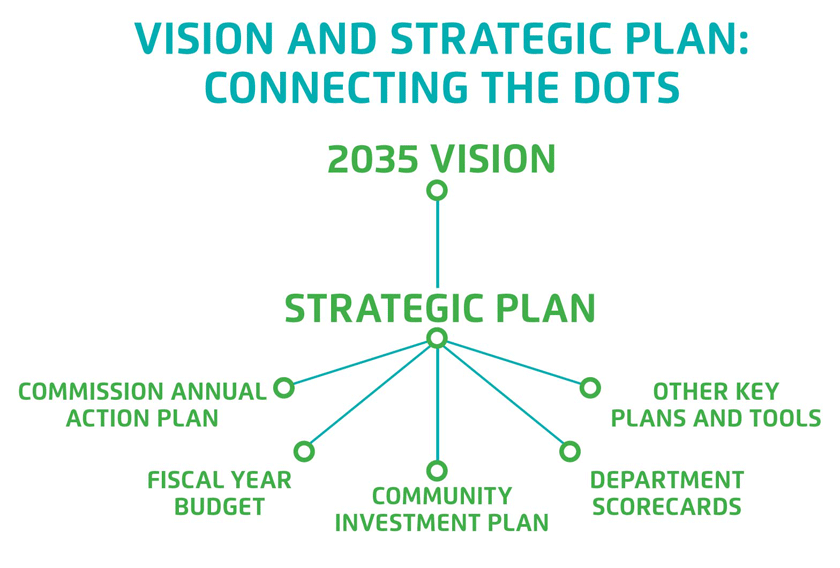 VISION AND STRATEGIC PLAN:
CONNECTING THE DOTS
2035 VISION
STRATEGIC PLAN
COMMISSION ANNUAL
ACTION PLAN
FISCAL YEAR
BUDGET
COMMUNITY
INVESTMENT PLAN
DEPARTMENT
SCORECARDS
OTHER KEY
PLANS AND TOOLS